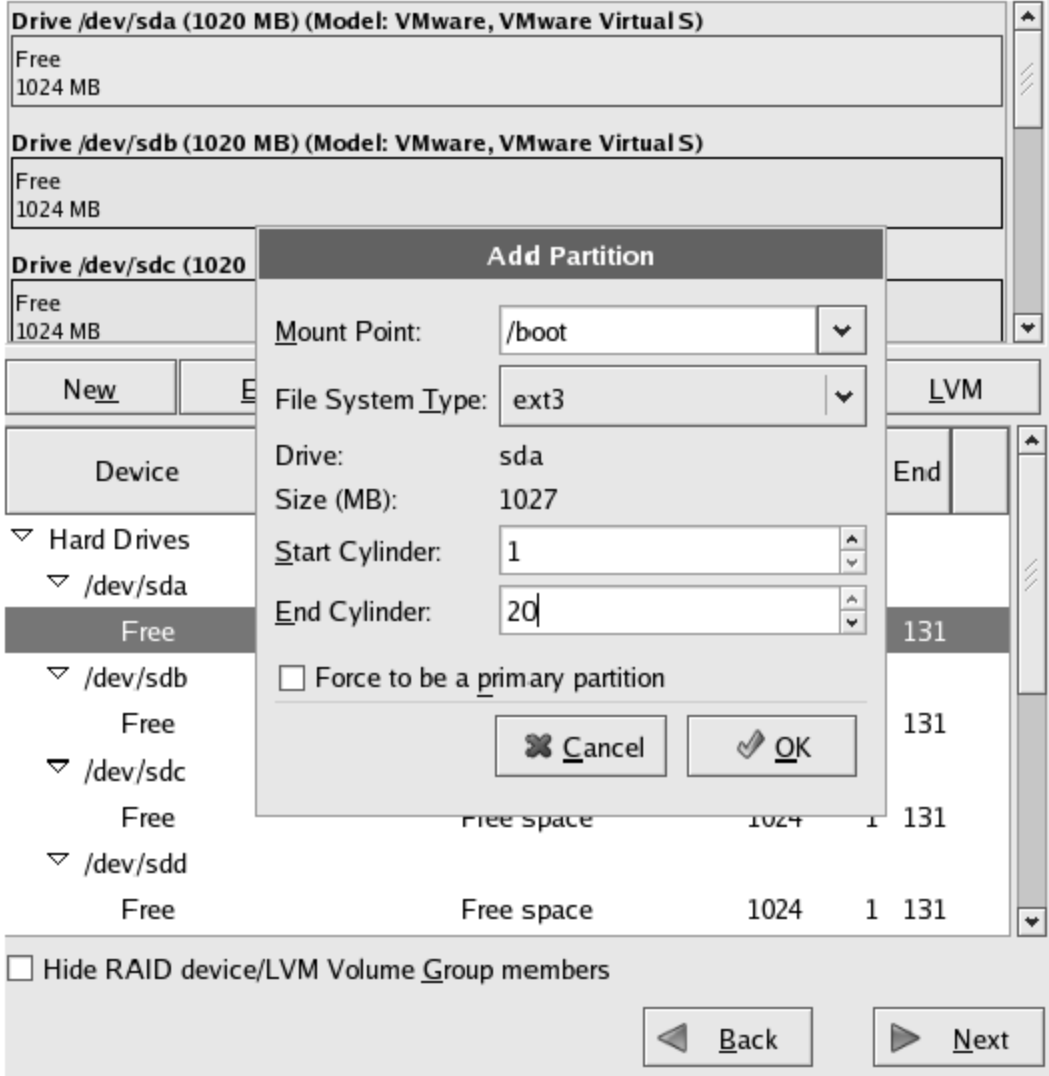 Drive /dev/sda (1020 MB) (Model: VMware, VMware Virtual S)
Free
1024 MB
Drive /dev/sdb (1020 MB) (Model: VMware, VMware Virtual S)
Free
1024 MB
Drive /dev/sdc (1020
Free
1024 MB
Add Partition
Mount Point: /boot
File System Type: ext3
Drive: sda
Size (MB): 1027
Start Cylinder: 1
End Cylinder: 20
Force to be a primary partition
Cancel OK
New E LVM
Device End
Hard Drives
/dev/sda
Free 131
/dev/sdb
Free 131
/dev/sdc
Free Free space 1024 1 131
/dev/sdd
Free Free space 1024 1 131
Hide RAID device/LVM Volume Group members
Back Next